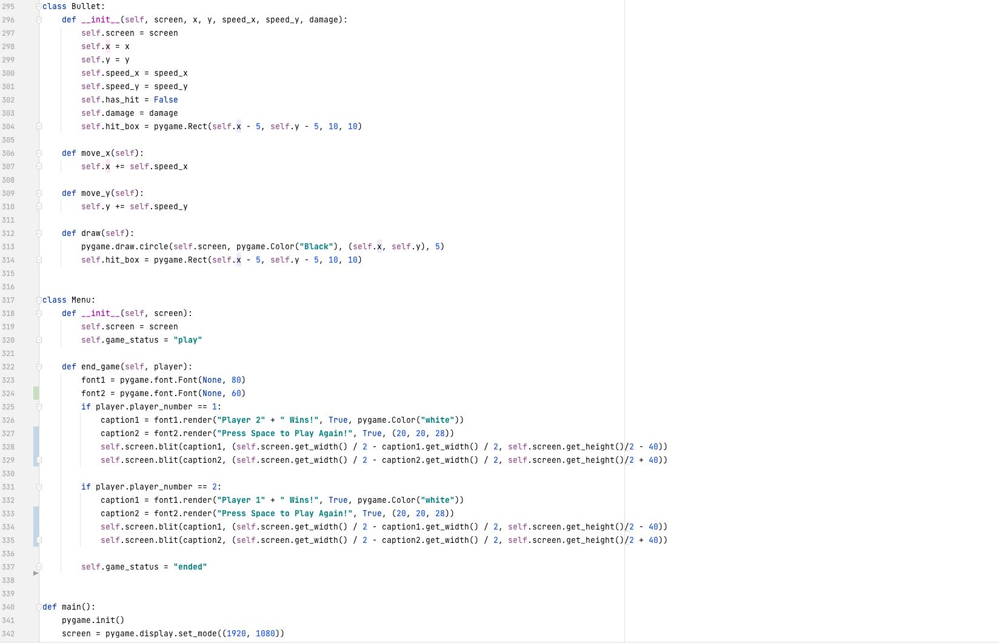 295 class Bullet:
296     def __init__(self, screen, x, y, speed_x, speed_y, damage):
297         self.screen = screen
298         self.x = x
299         self.y = y
300         self.speed_x = speed_x
301         self.speed_y = speed_y
302         self.has_hit = False
303         self.damage = damage
304         self.hit_box = pygame.Rect(self.x - 5, self.y - 5, 10, 10)
305
306     def move_x(self):
307         self.x += self.speed_x
308
309     def move_y(self):
310         self.y += self.speed_y
311
312     def draw(self):
313         pygame.draw.circle(self.screen, pygame.Color("Black"), (self.x, self.y), 5)
314         self.hit_box = pygame.Rect(self.x - 5, self.y - 5, 10, 10)
315
316
317 class Menu:
318     def __init__(self, screen):
319         self.screen = screen
320         self.game_status = "play"
321
322     def end_game(self, player):
323         font1 = pygame.font.Font(None, 80)
324         font2 = pygame.font.Font(None, 60)
325         if player.player_number == 1:
326             caption1 = font1.render("Player 2" + " Wins!", True, pygame.Color("white"))
327             caption2 = font2.render("Press Space to Play Again!", True, (20, 20, 28))
328             self.screen.blit(caption1, (self.screen.get_width() / 2 - caption1.get_width() / 2, self.screen.get_height()/2 - 40))
329             self.screen.blit(caption2, (self.screen.get_width() / 2 - caption2.get_width() / 2, self.screen.get_height()/2 + 40))
330
331         if player.player_number == 2:
332             caption1 = font1.render("Player 1" + " Wins!", True, pygame.Color("white"))
333             caption2 = font2.render("Press Space to Play Again!", True, (20, 20, 28))
334             self.screen.blit(caption1, (self.screen.get_width() / 2 - caption1.get_width() / 2, self.screen.get_height()/2 - 40))
335             self.screen.blit(caption2, (self.screen.get_width() / 2 - caption2.get_width() / 2, self.screen.get_height()/2 + 40))
336
337         self.game_status = "ended"
338
339
340 def main():
341     pygame.init()
342     screen = pygame.display.set_mode((1920, 1080))